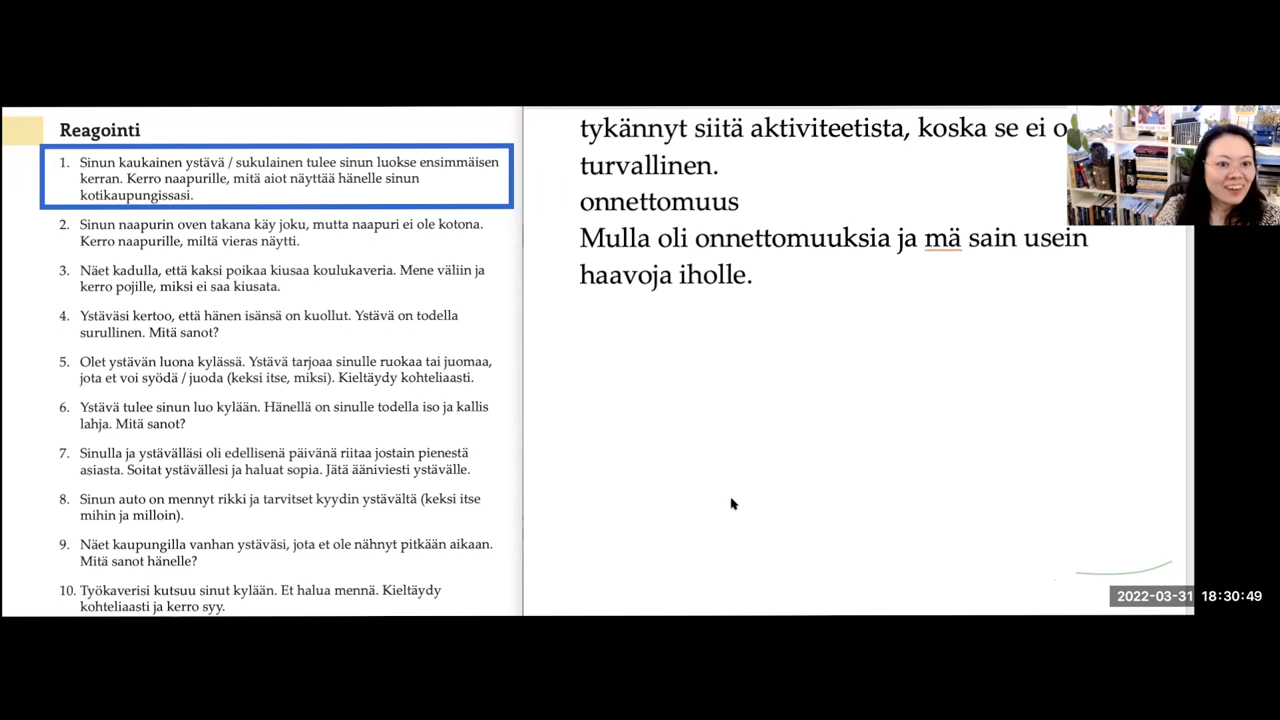 Reagointi
1. Sinun kaukainen ystävä / sukulainen tulee sinun luokse ensimmäisen
kerran. Kerro naapurille, mitä aiot näyttää hänelle sinun
kotikaupungissasi.
2. Sinun naapurin oven takana käy joku, mutta naapuri ei ole kotona.
Kerro naapurille, miltä vieras näytti.
3. Näet kadulla, että kaksi poikaa kiusaa koulukaveria. Mene väliin ja
kerro pojille, miksi ei saa kiusata.
4. Ystäväsi kertoo, että hänen isänsä on kuollut. Ystävä on todella
surullinen. Mitä sanot?
5. Olet ystävän luona kylässä. Ystävä tarjoaa sinulle ruokaa tai juomaa,
jota et voi syödä / juoda (keksi itse, miksi). Kieltäydy kohteliaasti.
6. Ystävä tulee sinun luo kylään. Hänellä on sinulle todella iso ja kallis
lahja. Mitä sanot?
7. Sinulla ja ystävälläsi oli edellisenä päivänä riitaa jostain pienestä
asiasta. Soitat ystävällesi ja haluat sopia. Jätä ääniviesti ystävälle.
8. Sinun auto on mennyt rikki ja tarvitset kyydin ystävältä (keksi itse
mihin ja milloin).
9. Näet kaupungilla vanhan ystäväsi, jota et ole nähnyt pitkään aikaan.
Mitä sanot hänelle?
10. Työkaverisi kutsuu sinut kylään. Et halua mennä. Kieltäydy
kohteliaasti ja kerro syy.
tykännyt siitä aktiviteetista, koska se ei o
turvallinen.
onnettomuus
Mulla oli onnettomuuksia ja mä sain usein
haavoja iholle.
2022-03-31 18:30:49